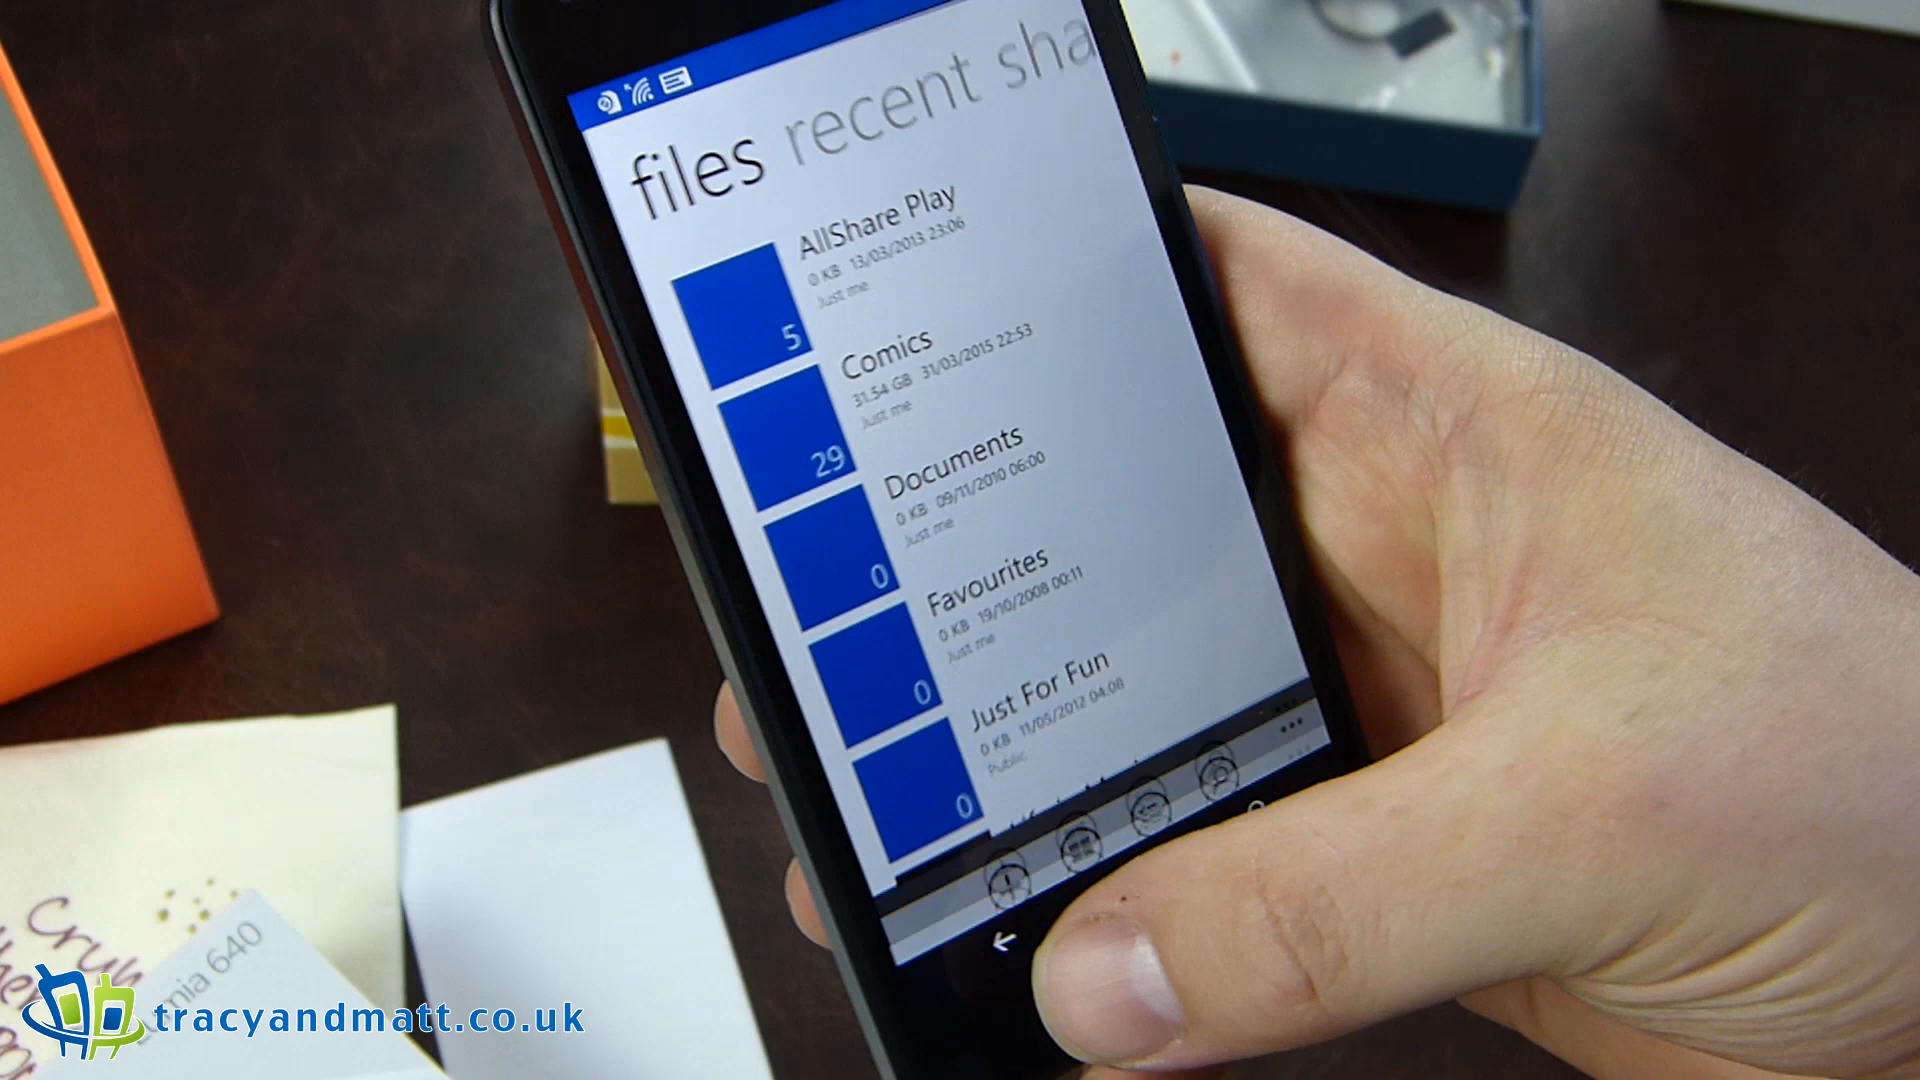 files recent sha
AllShare Play
0 KB 13/03/2013 23:06
Just me
5
Comics
31.54 GB 31/03/2015 22:53
Just me
29
Documents
0 KB 09/11/2010 06:00
Just me
0
Favourites
0 KB 19/10/2008 00:11
Just me
0
Just For Fun
0 KB 11/05/2012 04:08
Public
0
640
tracyandmatt.co.uk